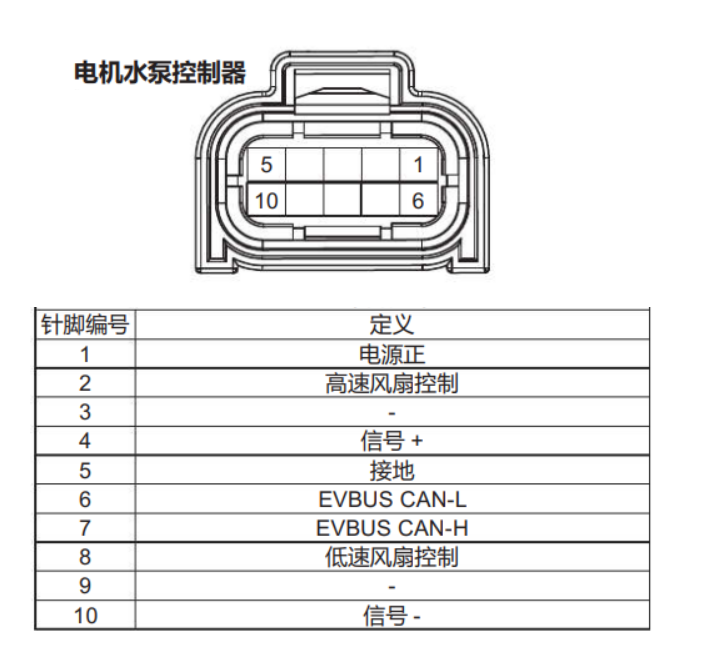 电机水泵控制器
5 1
10 6
针脚编号 定义
1 电源正
2 高速风扇控制
3 -
4 信号 +
5 接地
6 EVBUS CAN-L
7 EVBUS CAN-H
8 低速风扇控制
9 -
10 信号 -